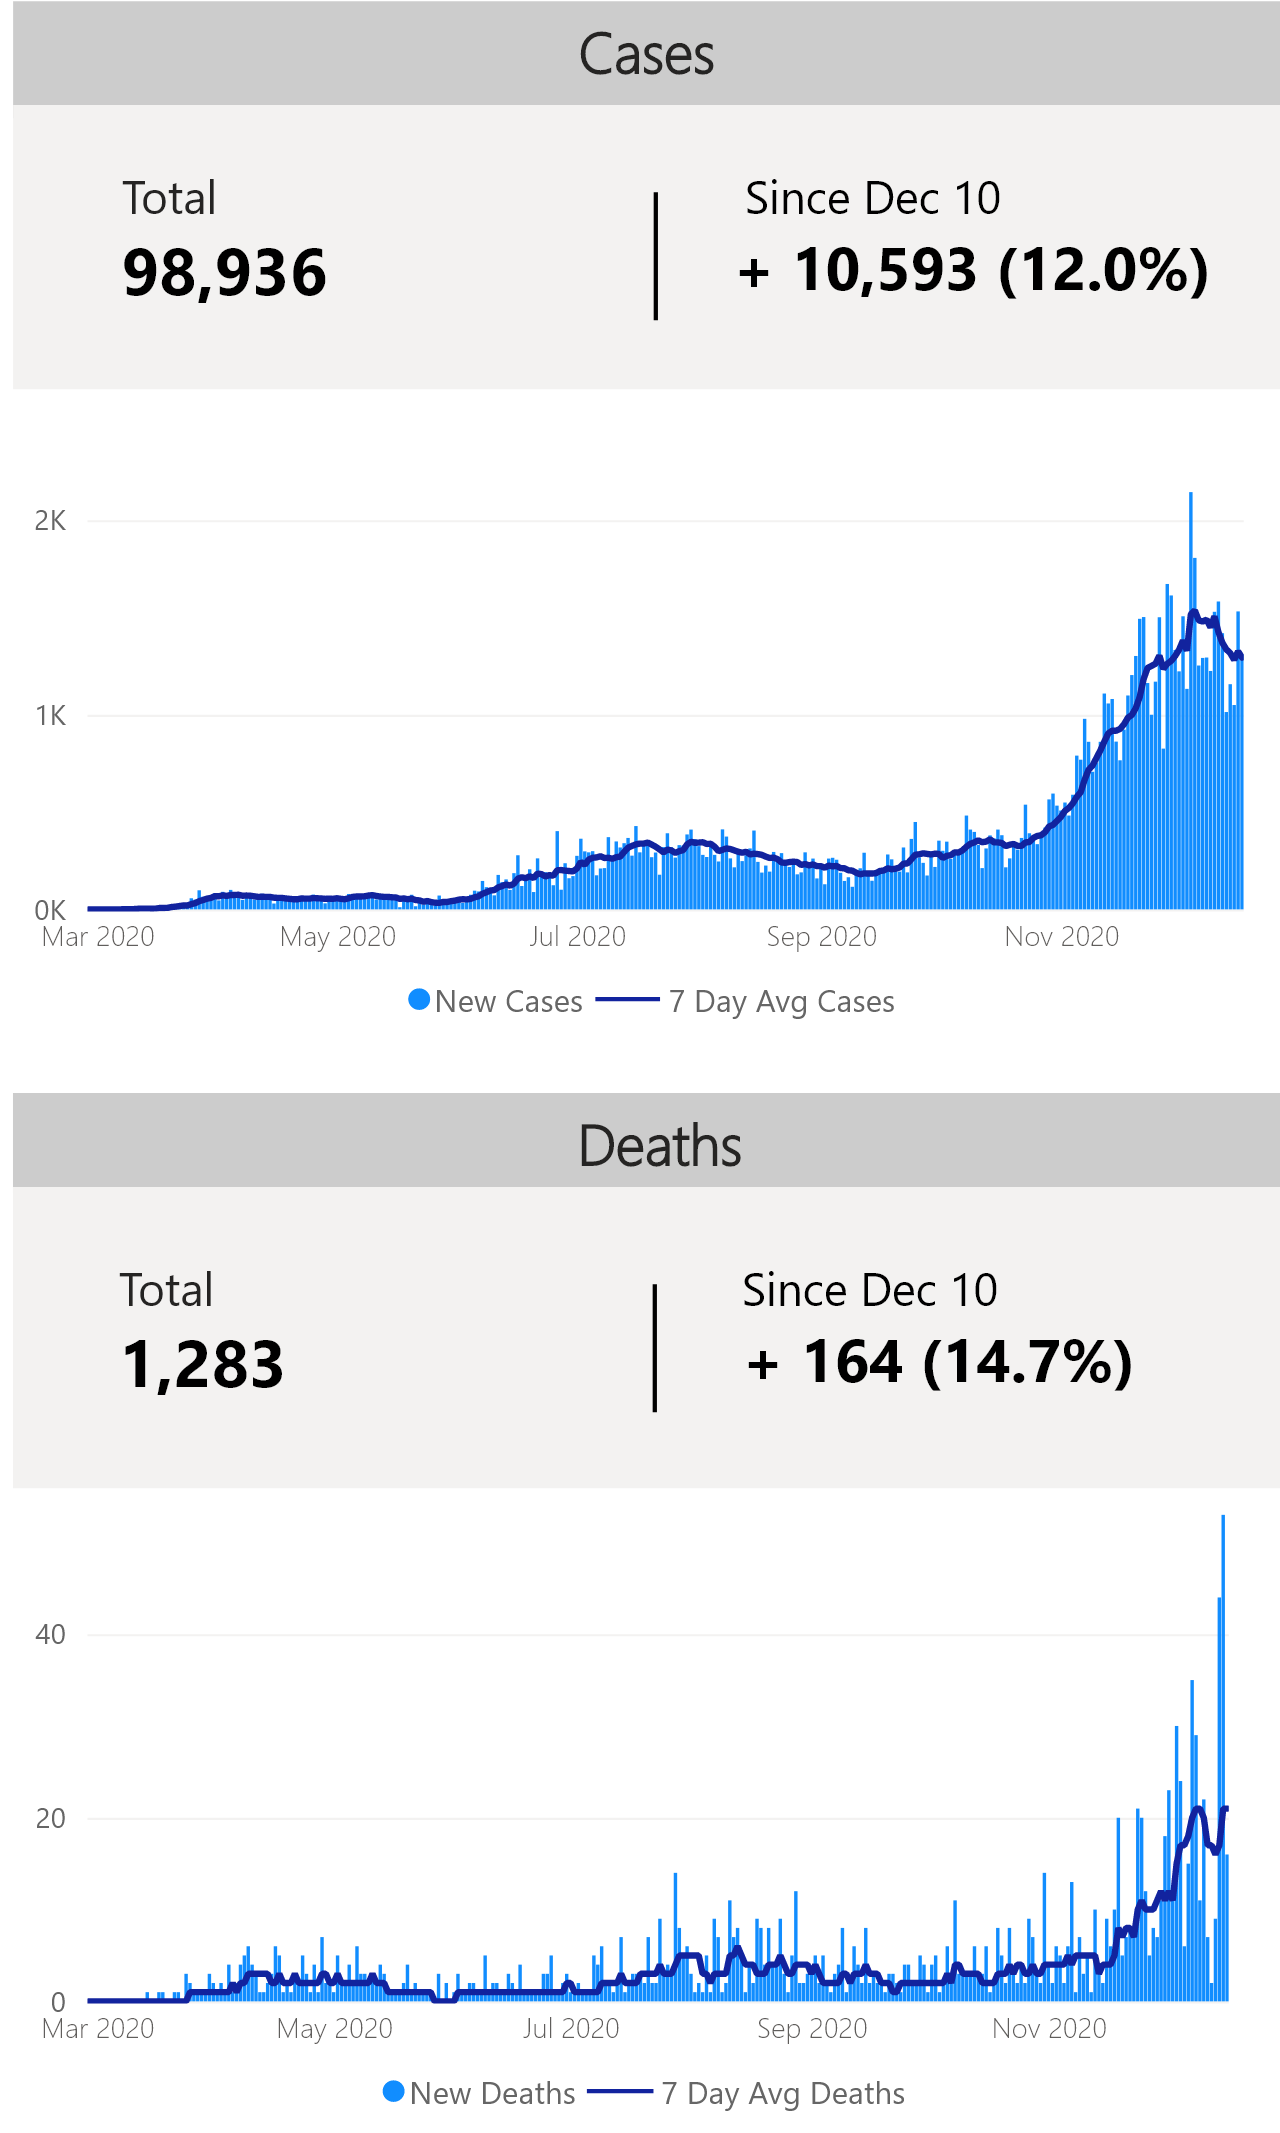 Cases
Total
Since Dec 10
98,936
+ 10,593 (12.0%)
2K
1K
0K
Mar 2020
May 2020
Jul 2020
Sep 2020
Nov 2020
New Cases
7 Day Avg Cases
Deaths
Total
Since Dec 10
1,283
+ 164 (14.7%)
40
20
0
Mar 2020
May 2020
Jul 2020
Sep 2020
Nov 2020
New Deaths
7 Day Avg Deaths